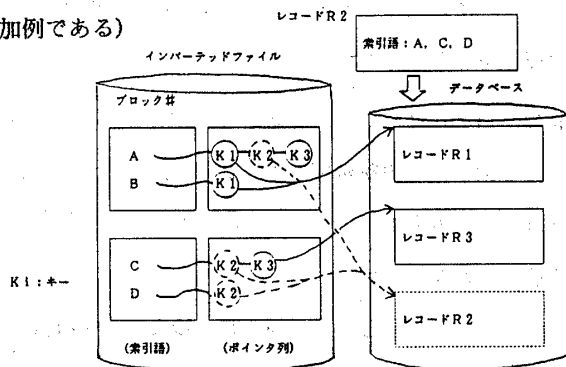 加例である)
レコードR2
索引語：A，C，D
インバーテッドファイル
データベース
ブロック#
A K1 K2 K3
B K1
レコードR1
C K2 K3
D K2
レコードR3
K1：キー
レコードR2
(索引語) (ポインタ列)